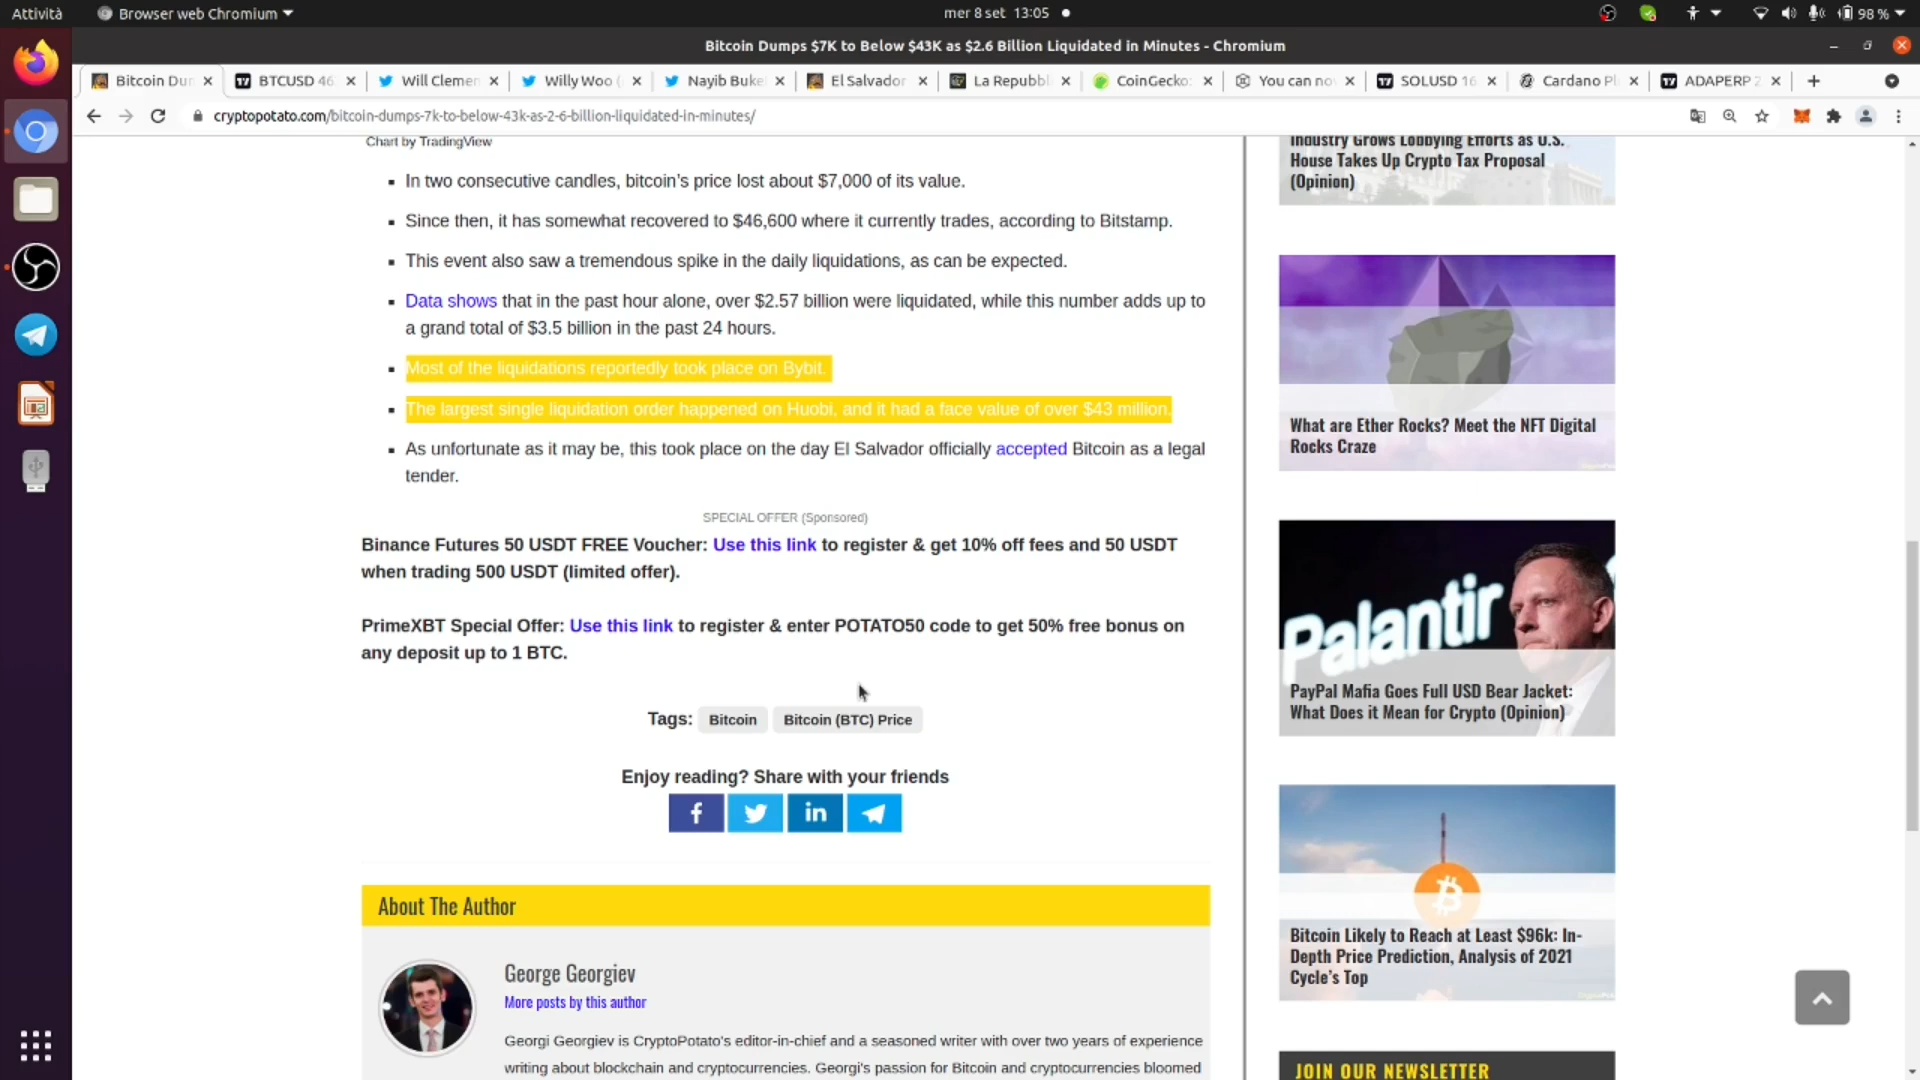 Attività
Browser web Chromium
mer 8 set 13:05
98 %
Bitcoin Dumps $7K to Below $43K as $2.6 Billion Liquidated in Minutes - Chromium
Bitcoin Dum
BTCUSD 46
Will Clemen
Willy Woo (
Nayib Buke
El Salvador
La Repubbl
CoinGecko:
You can no
SOLUSD 16
Cardano Pl
ADAPERP 2
cryptopotato.com/bitcoin-dumps-7k-to-below-43k-as-2-6-billion-liquidated-in-minutes/
Chart by TradingView
In two consecutive candles, bitcoin's price lost about $7,000 of its value.
Since then, it has somewhat recovered to $46,600 where it currently trades, according to Bitstamp.
This event also saw a tremendous spike in the daily liquidations, as can be expected.
Data shows that in the past hour alone, over $2.57 billion were liquidated, while this number adds up to
a grand total of $3.5 billion in the past 24 hours.
Most of the liquidations reportedly took place on Bybit.
The largest single liquidation order happened on Huobi, and it had a face value of over $43 million.
As unfortunate as it may be, this took place on the day El Salvador officially accepted Bitcoin as a legal
tender.
SPECIAL OFFER (Sponsored)
Binance Futures 50 USDT FREE Voucher: Use this link to register & get 10% off fees and 50 USDT
when trading 500 USDT (limited offer).
PrimeXBT Special Offer: Use this link to register & enter POTATO50 code to get 50% free bonus on
any deposit up to 1 BTC.
Tags: Bitcoin Bitcoin (BTC) Price
Enjoy reading? Share with your friends
About The Author
George Georgiev
More posts by this author
Georgi Georgiev is CryptoPotato's editor-in-chief and a seasoned writer with over two years of experience
writing about blockchain and cryptocurrencies. Georgi's passion for Bitcoin and cryptocurrencies bloomed
Industry Grows Lobbying Efforts as U.S.
House Takes Up Crypto Tax Proposal
(Opinion)
What are Ether Rocks? Meet the NFT Digital
Rocks Craze
Palantir
PayPal Mafia Goes Full USD Bear Jacket:
What Does it Mean for Crypto (Opinion)
Bitcoin Likely to Reach at Least $96k: In-
Depth Price Prediction, Analysis of 2021
Cycle's Top
JOIN OUR NEWSLETTER